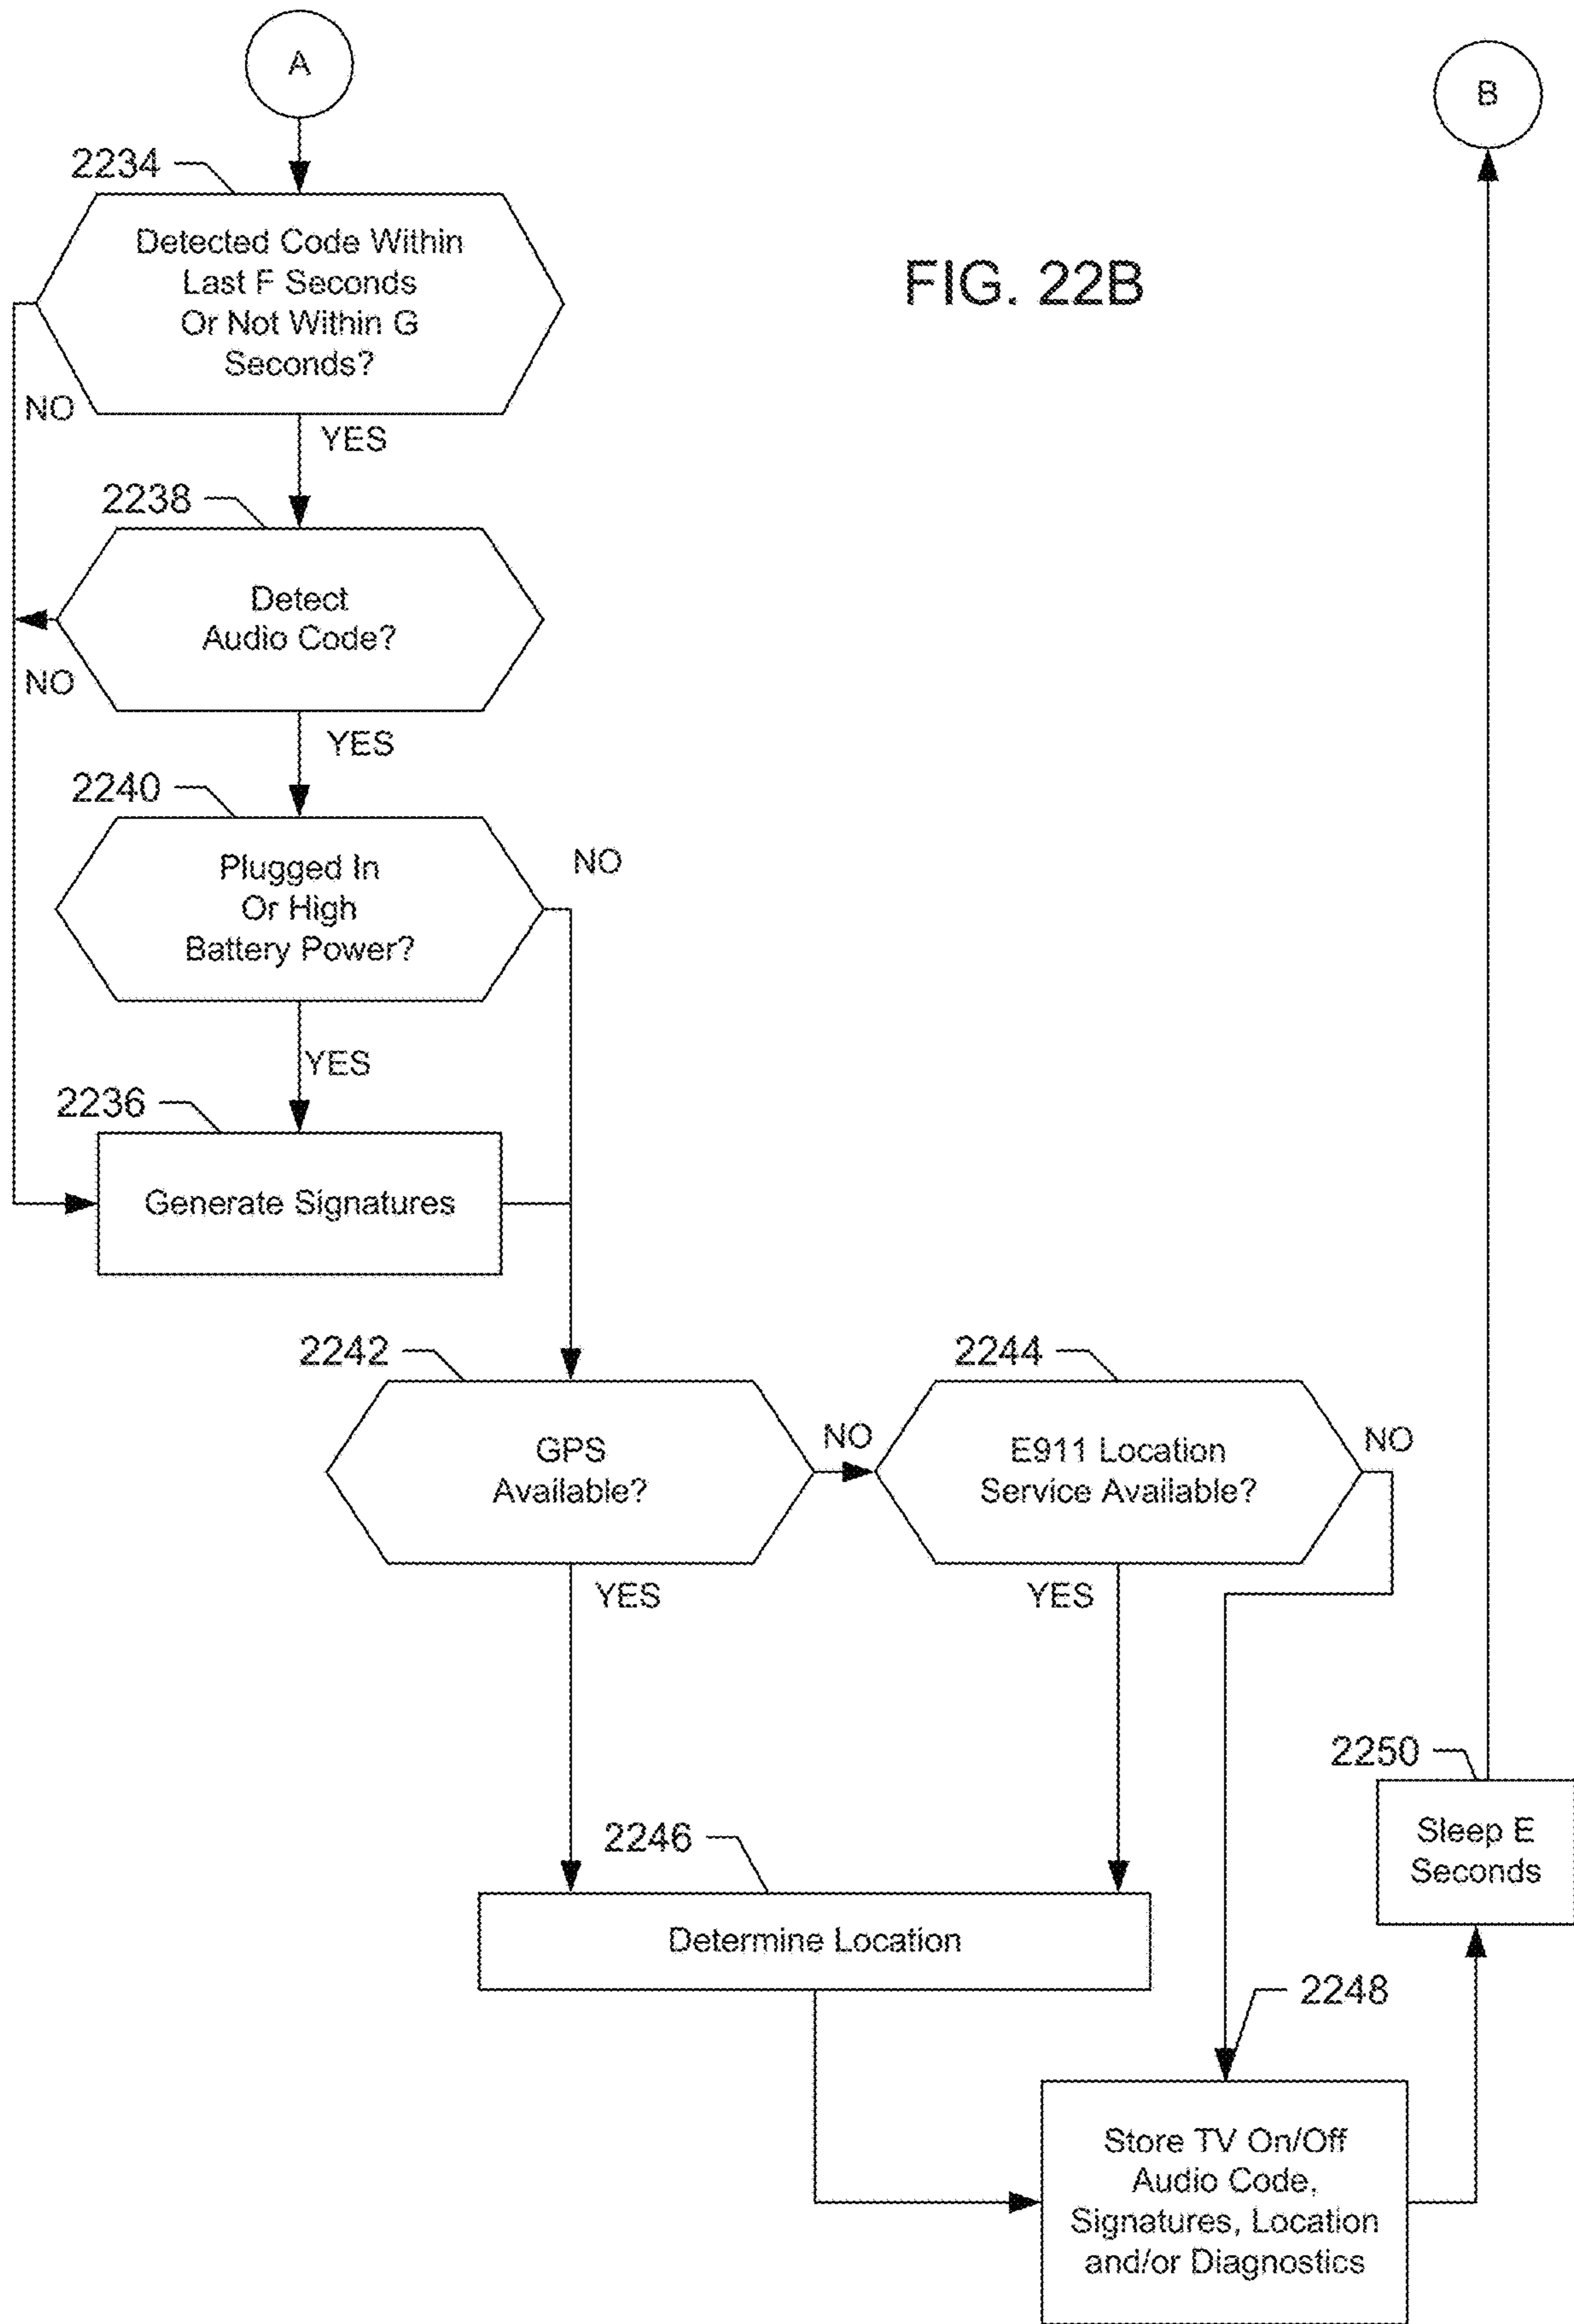 A
B
2234
Detected Code Within
Last F Seconds
Or Not Within G
Seconds?
FIG. 22B
NO
YES
2238
Detect
Audio Code?
NO
YES
2240
Plugged In
Or High
Battery Power?
NO
YES
2236
Generate Signatures
2242
2244
GPS
Available?
NO
E911 Location
Service Available?
NO
YES
YES
2250
Sleep E
Seconds
2246
Determine Location
2248
Store TV On/Off
Audio Code,
Signatures, Location
and/or Diagnostics